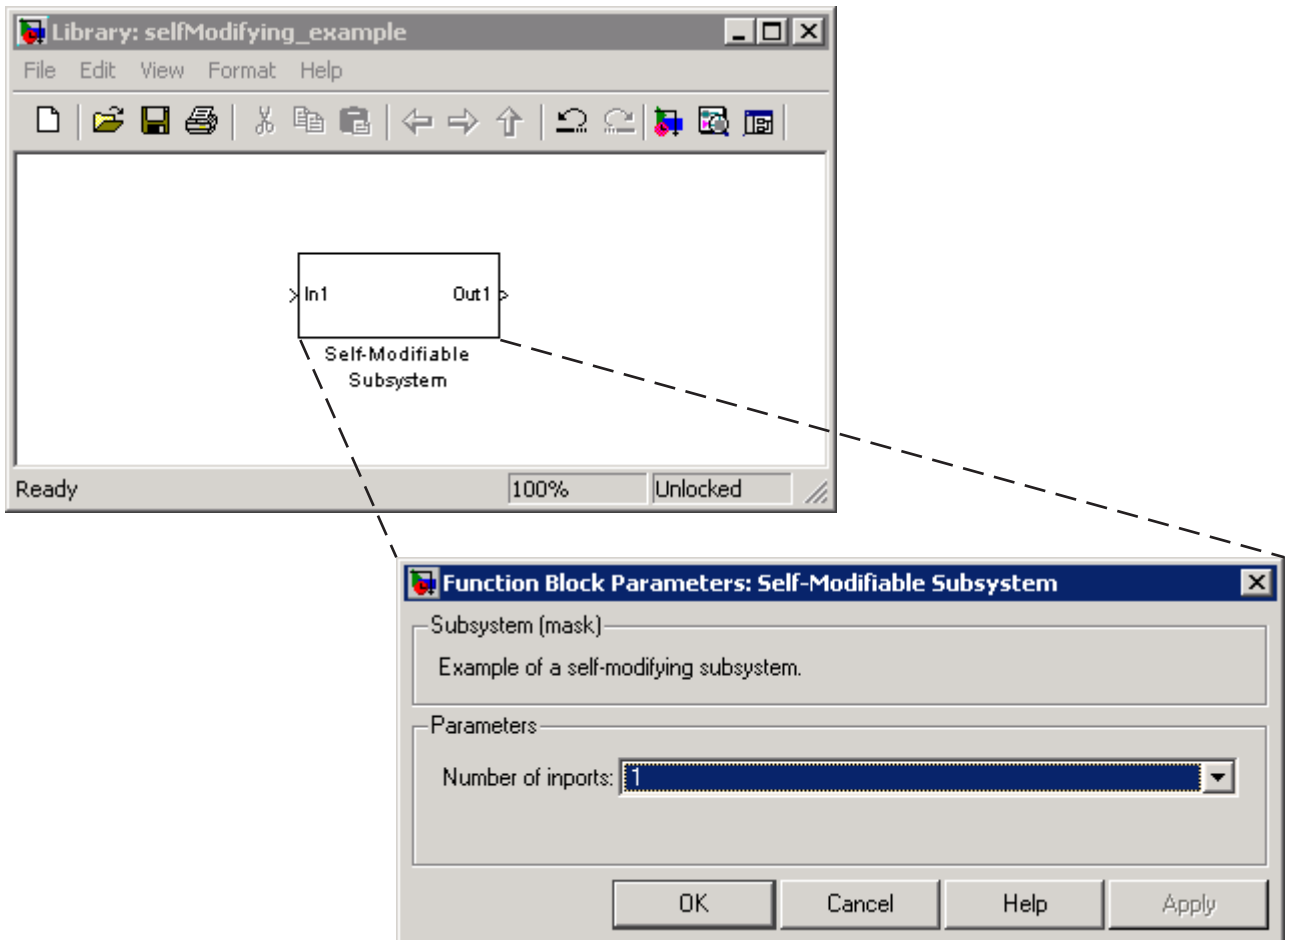 Library: selfModifying_example
File Edit View Format Help
In1 Out1
Self-Modifiable
Subsystem
Ready 100% Unlocked
Function Block Parameters: Self-Modifiable Subsystem
Subsystem (mask)
Example of a self-modifying subsystem.
Parameters
Number of inports: 1
OK Cancel Help Apply